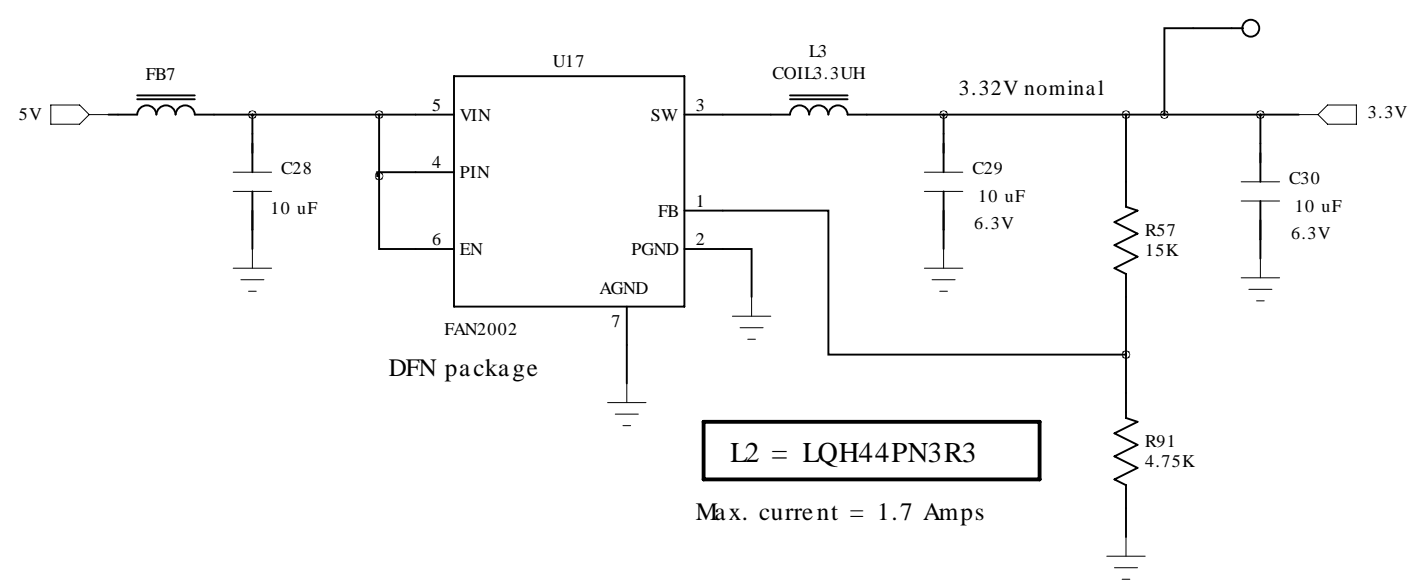 5V
FB7
C28
10 uF
U17
5
VIN
4
PIN
6
EN
SW
3
FB
1
PGND
2
AGND
7
FAN2002
DFN package
L3
COIL3.3UH
3.32V nominal
3.3V
C29
10 uF
6.3V
C30
10 uF
6.3V
R57
15K
R91
4.75K
L2 = LQH44PN3R3
Max. current = 1.7 Amps